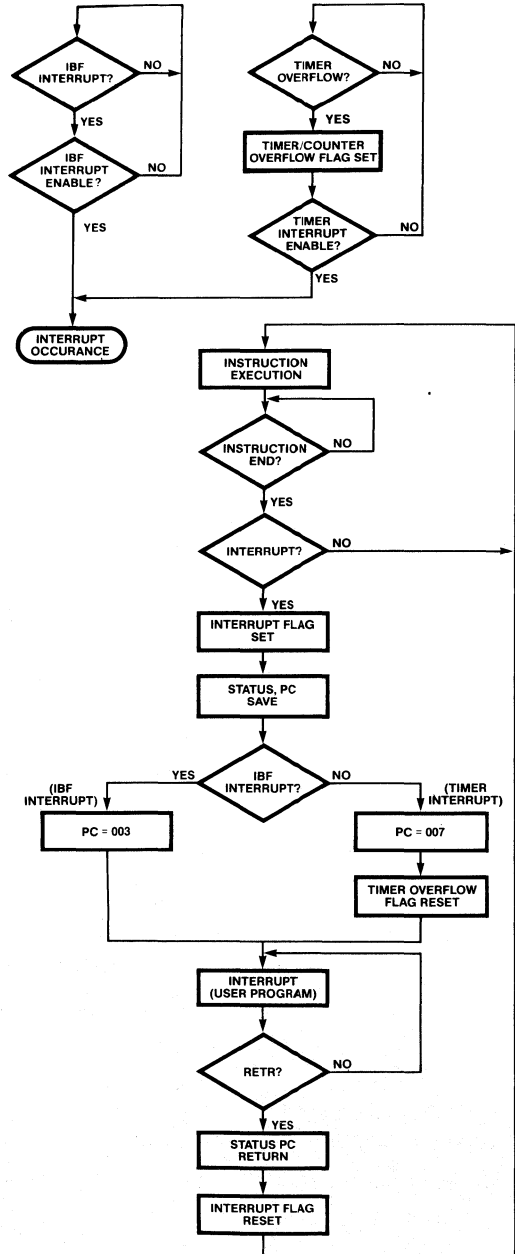 IBF
INTERRUPT?
NO
YES
IBF
INTERRUPT
ENABLE?
NO
YES
TIMER
OVERFLOW?
NO
YES
TIMER/COUNTER
OVERFLOW FLAG SET
TIMER
INTERRUPT
ENABLE?
NO
YES
INTERRUPT
OCCURANCE
INSTRUCTION
EXECUTION
INSTRUCTION
END?
NO
YES
INTERRUPT?
NO
YES
INTERRUPT FLAG
SET
STATUS, PC
SAVE
IBF
INTERRUPT?
YES
NO
(IBF
INTERRUPT)
(TIMER
INTERRUPT)
PC = 003
PC = 007
TIMER OVERFLOW
FLAG RESET
INTERRUPT
(USER PROGRAM)
RETR?
NO
YES
STATUS PC
RETURN
INTERRUPT FLAG
RESET